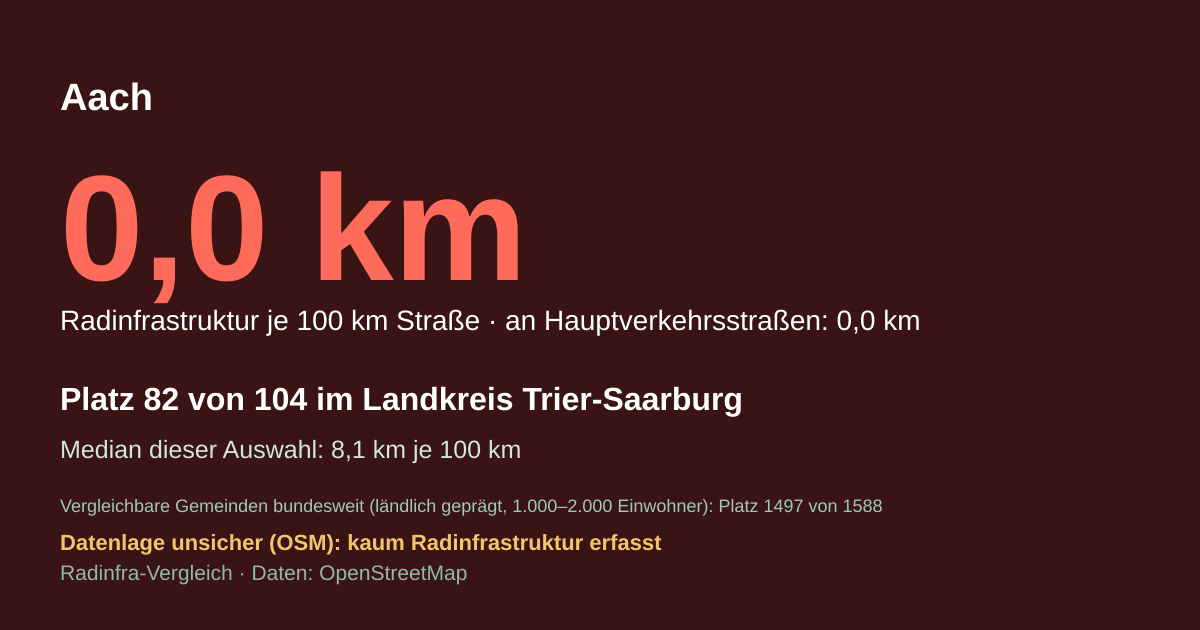 Aach
0,0 km
Radinfrastruktur je 100 km Straße · an Hauptverkehrsstraßen: 0,0 km
Platz 82 von 104 im Landkreis Trier-Saarburg
Median dieser Auswahl: 8,1 km je 100 km
Vergleichbare Gemeinden bundesweit (ländlich geprägt, 1.000–2.000 Einwohner): Platz 1497 von 1588
Datenlage unsicher (OSM): kaum Radinfrastruktur erfasst
Radinfra-Vergleich · Daten: OpenStreetMap